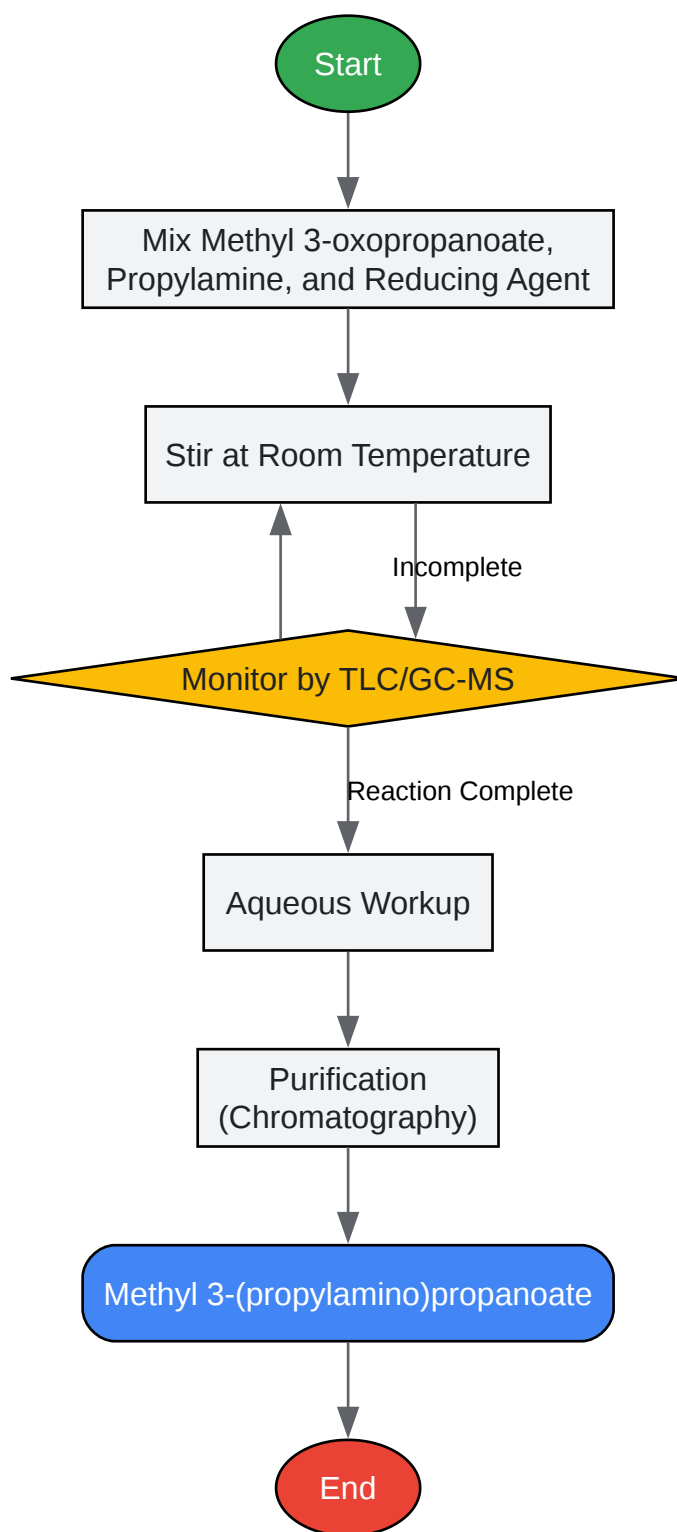 Start
Mix Methyl 3-oxopropanoate,
Propylamine, and Reducing Agent
Stir at Room Temperature
Incomplete
Monitor by TLC/GC-MS
Reaction Complete
Aqueous Workup
Purification
(Chromatography)
Methyl 3-(propylamino)propanoate
End